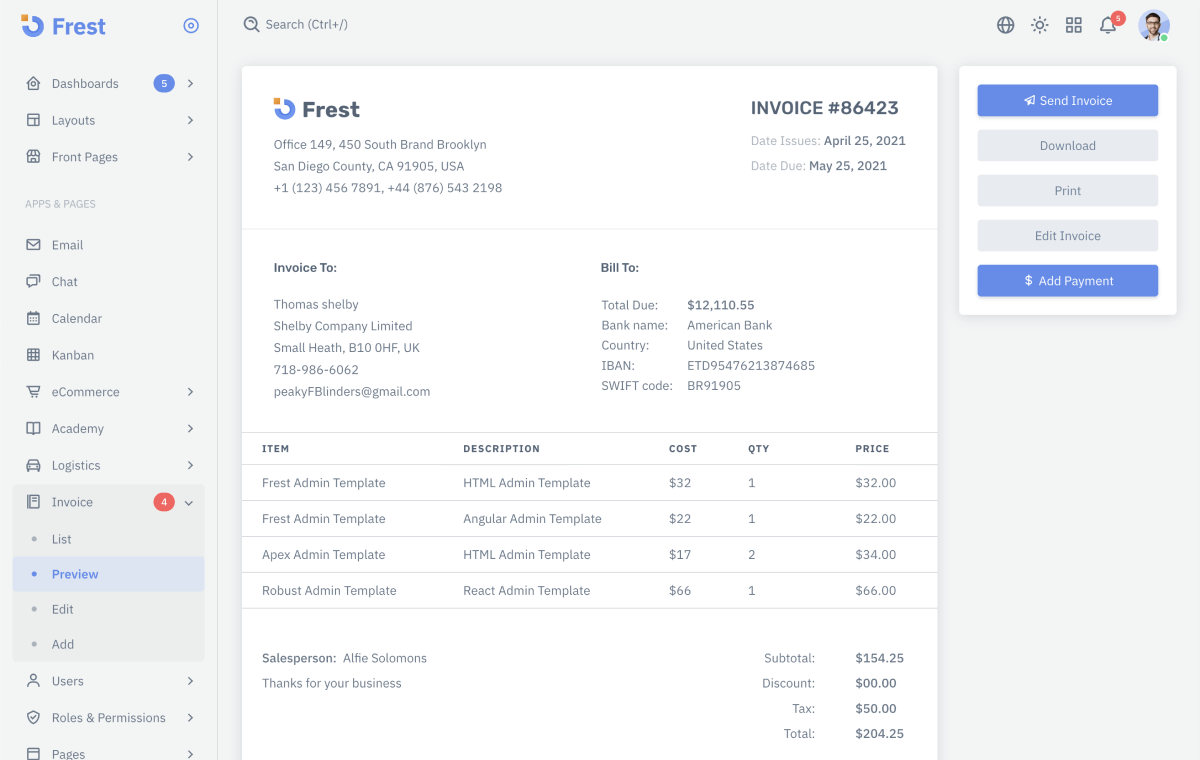 Frest
Dashboards 5
Layouts
Front Pages
APPS & PAGES
Email
Chat
Calendar
Kanban
eCommerce
Academy
Logistics
Invoice 4
List
Preview
Edit
Add
Users
Roles & Permissions
Pages
Search (Ctrl+/)
5
Frest
Office 149, 450 South Brand Brooklyn
San Diego County, CA 91905, USA
+1 (123) 456 7891, +44 (876) 543 2198
INVOICE #86423
Date Issues: April 25, 2021
Date Due: May 25, 2021
Invoice To:
Thomas shelby
Shelby Company Limited
Small Heath, B10 0HF, UK
718-986-6062
peakyFBlinders@gmail.com
Bill To:
Total Due: $12,110.55
Bank name: American Bank
Country: United States
IBAN: ETD95476213874685
SWIFT code: BR91905
ITEM DESCRIPTION COST QTY PRICE
Frest Admin Template HTML Admin Template $32 1 $32.00
Frest Admin Template Angular Admin Template $22 1 $22.00
Apex Admin Template HTML Admin Template $17 2 $34.00
Robust Admin Template React Admin Template $66 1 $66.00
Salesperson: Alfie Solomons
Thanks for your business
Subtotal: $154.25
Discount: $00.00
Tax: $50.00
Total: $204.25
Send Invoice
Download
Print
Edit Invoice
$ Add Payment